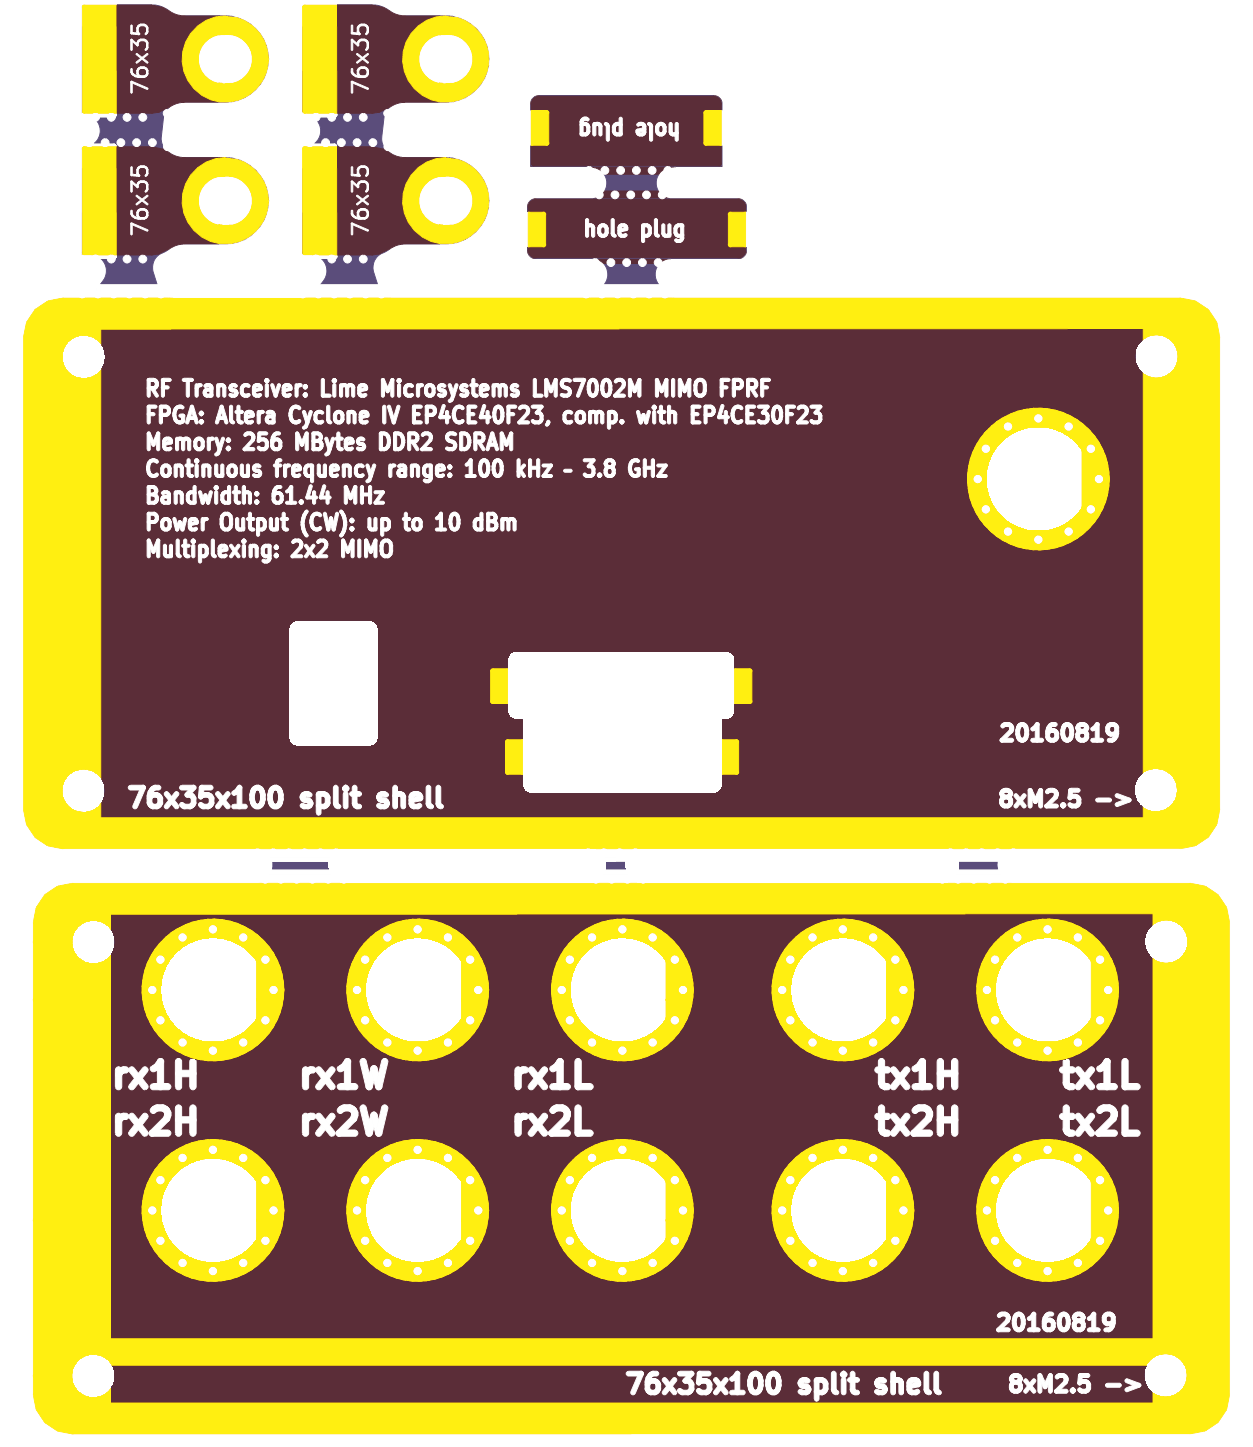 76x35
76x35
76x35
76x35
hole plug
hole plug
RF Transceiver: Lime Microsystems LMS7002M MIMO FPRF
FPGA: Altera Cyclone IV EP4CE40F23, comp. with EP4CE30F23
Memory: 256 MBytes DDR2 SDRAM
Continuous frequency range: 100 kHz - 3.8 GHz
Bandwidth: 61.44 MHz
Power Output (CW): up to 10 dBm
Multiplexing: 2x2 MIMO
20160819
76x35x100 split shell
8xM2.5 ->
rx1H rx1W rx1L tx1H tx1L
rx2H rx2W rx2L tx2H tx2L
20160819
76x35x100 split shell
8xM2.5 ->